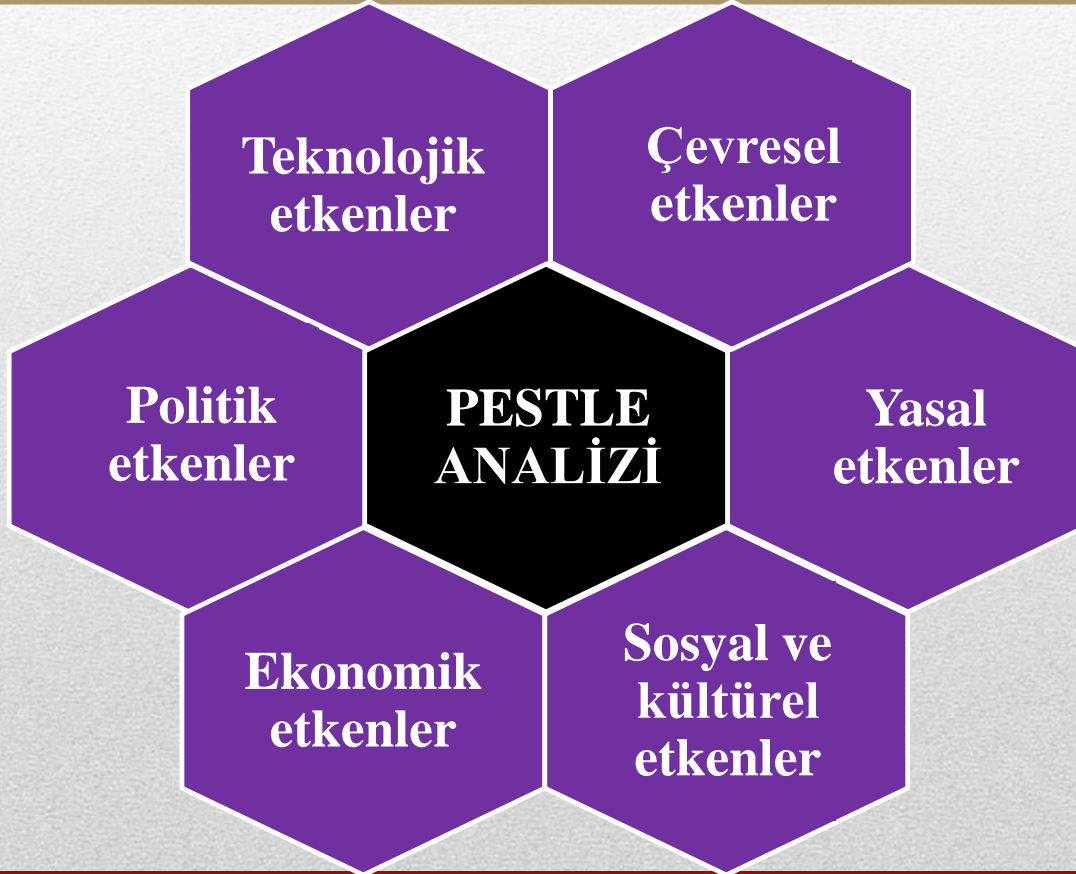 Teknolojik
etkenler
Çevresel
etkenler
Politik
etkenler
PESTLE
ANALİZİ
Yasal
etkenler
Ekonomik
etkenler
Sosyal ve
kültürel
etkenler